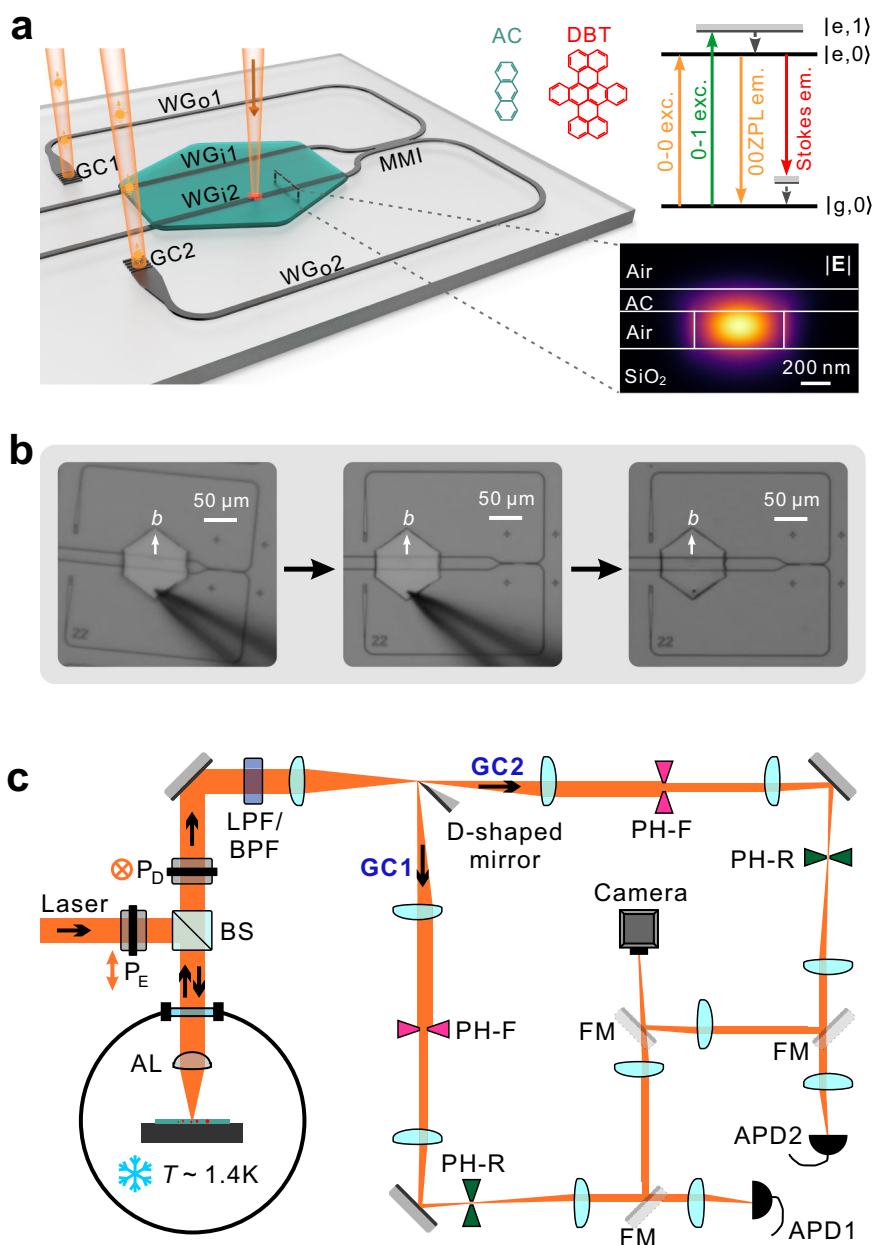 a
AC
DBT
|e,1⟩
|e,0⟩
0-0 exc.
0-1 exc.
00ZPL em.
Stokes em.
|g,0⟩
WGo1
GC1
WGi1
WGi2
MMI
GC2
WGo2
Air
|E|
AC
Air
SiO2
200 nm
b
50 µm
b
22
50 µm
b
22
50 µm
b
22
c
LPF/
BPF
GC2
D-shaped
mirror
PH-F
PH-R
GC1
PD
Laser
BS
PE
Camera
PH-F
FM
FM
AL
APD2
T ~ 1.4K
PH-R
FM
APD1